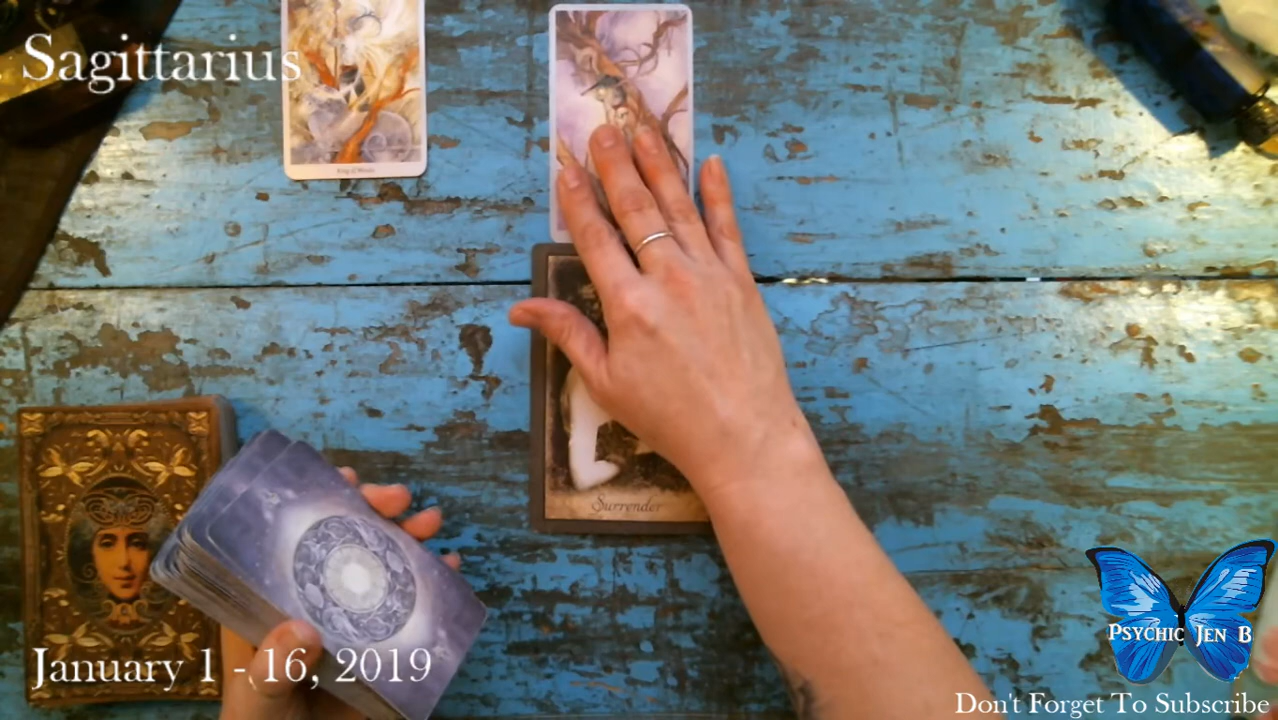 . Sagittarius
Surrender
Psychic Jen B
January 1 - 16, 2019
Don't Forget To Subscribe